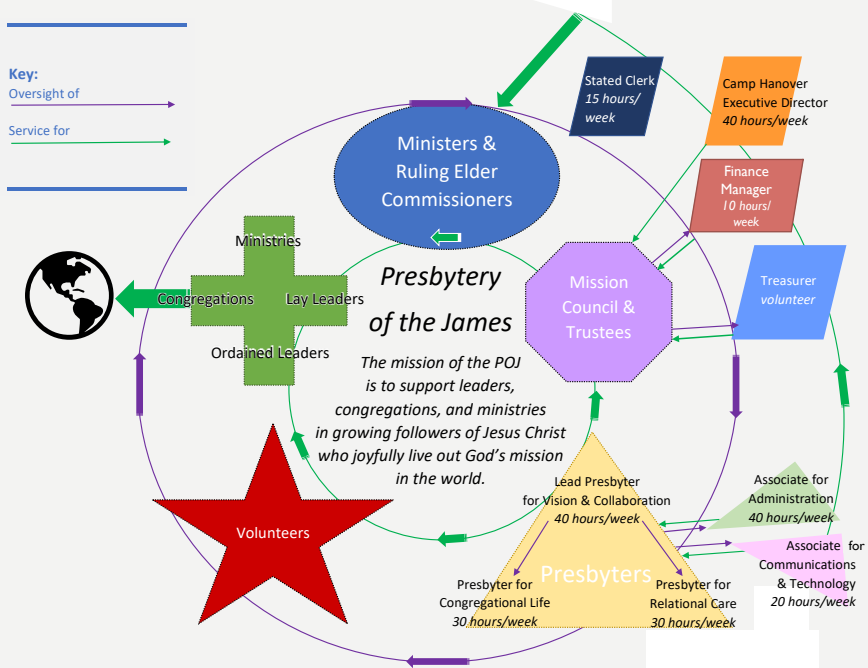 Key:
Oversight of
Service for
Stated Clerk
15 hours/
week
Camp Hanover
Executive Director
40 hours/week
Ministers &
Ruling Elder
Commissioners
Finance
Manager
10 hours/
week
Ministries
Congregations
Lay Leaders
Ordained Leaders
Presbytery
of the James
Mission
Council &
Trustees
Treasurer
volunteer
The mission of the POJ
is to support leaders,
congregations, and ministries
in growing followers of Jesus Christ
who joyfully live out God's mission
in the world.
Volunteers
Lead Presbyter
for Vision & Collaboration
40 hours/week
Presbyters
Presbyter for
Congregational Life
30 hours/week
Presbyter for
Relational Care
30 hours/week
Associate for
Administration
40 hours/week
Associate for
Communications
& Technology
20 hours/week